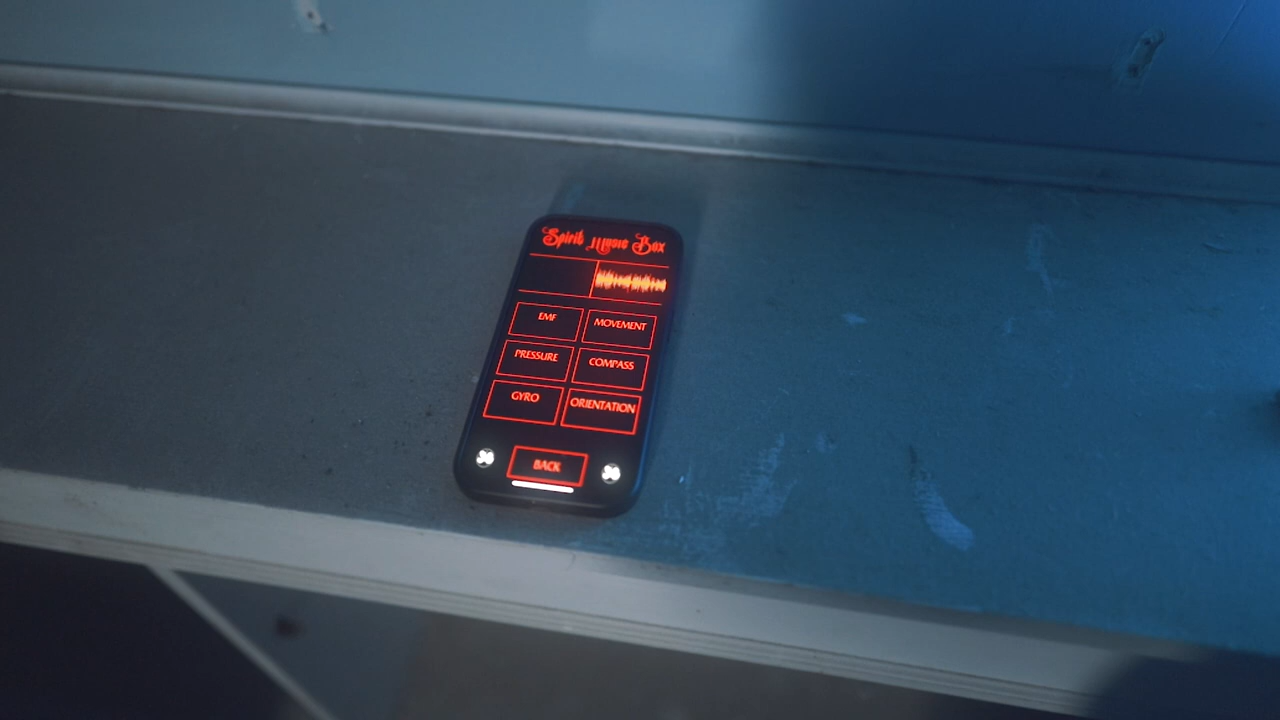 Spirit Music Box
EMF MOVEMENT
PRESSURE COMPASS
GYRO ORIENTATION
BACK